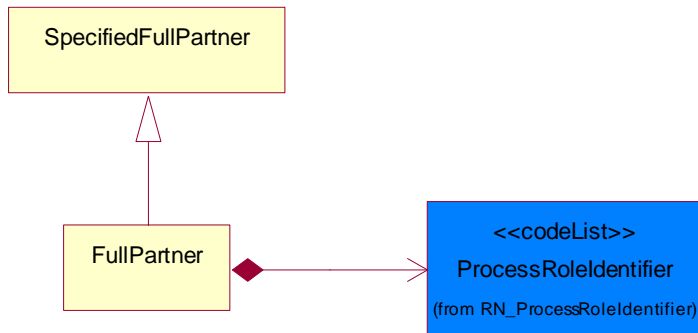 SpecifiedFullPartner
FullPartner
<<codeList>>
ProcessRoleIdentifier
(from RN_ProcessRoleIdentifier)